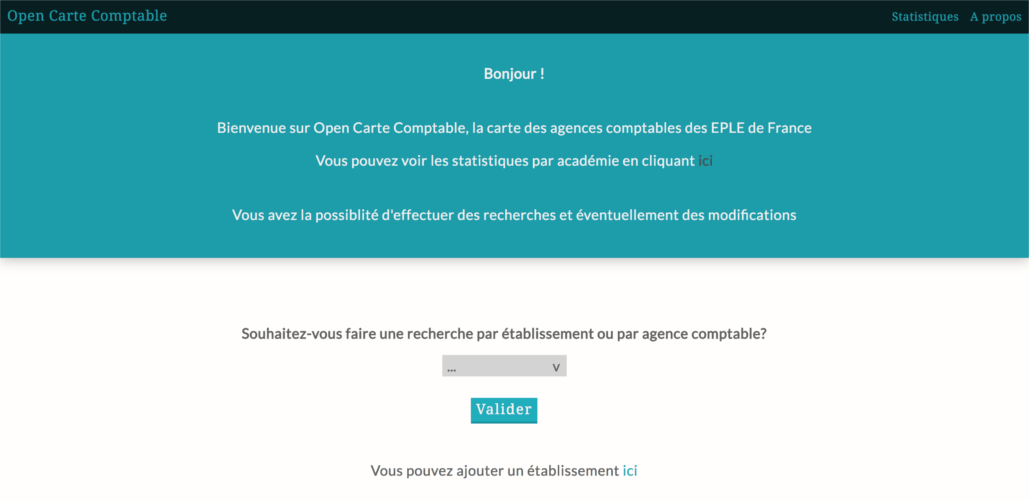 Open Carte Comptable
Statistiques A propos
Bonjour !
Bienvenue sur Open Carte Comptable, la carte des agences comptables des EPLE de France
Vous pouvez voir les statistiques par académie en cliquant ici
Vous avez la possiblité d'effectuer des recherches et éventuellement des modifications
Souhaitez-vous faire une recherche par établissement ou par agence comptable?
... v
Valider
Vous pouvez ajouter un établissement ici